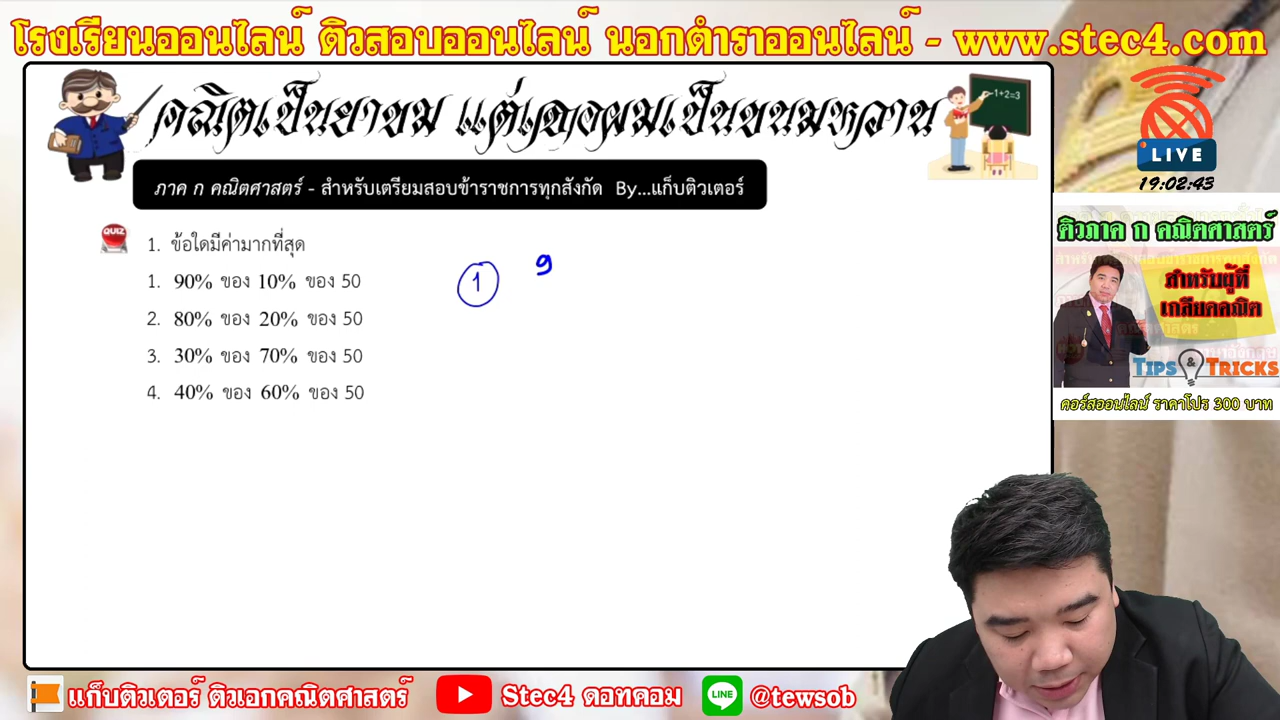 โรงเรียนออนไลน์ ติวสอบออนไลน์ นอกตำราออนไลน์ - www.stec4.com
คณิตเป็นยาขม แต่เธอผมเป็นขนมหวาน
1+2=3
LIVE
19:02:43
ภาค ก คณิตศาสตร์ - สำหรับเตรียมสอบข้าราชการทุกสังกัด By...แก็บติวเตอร์
QUIZ
1. ข้อใดมีค่ามากที่สุด
1. 90% ของ 10% ของ 50
2. 80% ของ 20% ของ 50
3. 30% ของ 70% ของ 50
4. 40% ของ 60% ของ 50
1 9
ติวภาค ก คณิตศาสตร์
สำหรับผู้ที่
เกลียดคณิต
TIPS & TRICKS
คอร์สออนไลน์ ราคาโปร 300 บาท
แก็บติวเตอร์ ติวเอกคณิตศาสตร์
Stec4 ดอทคอม
LINE
@tewsob